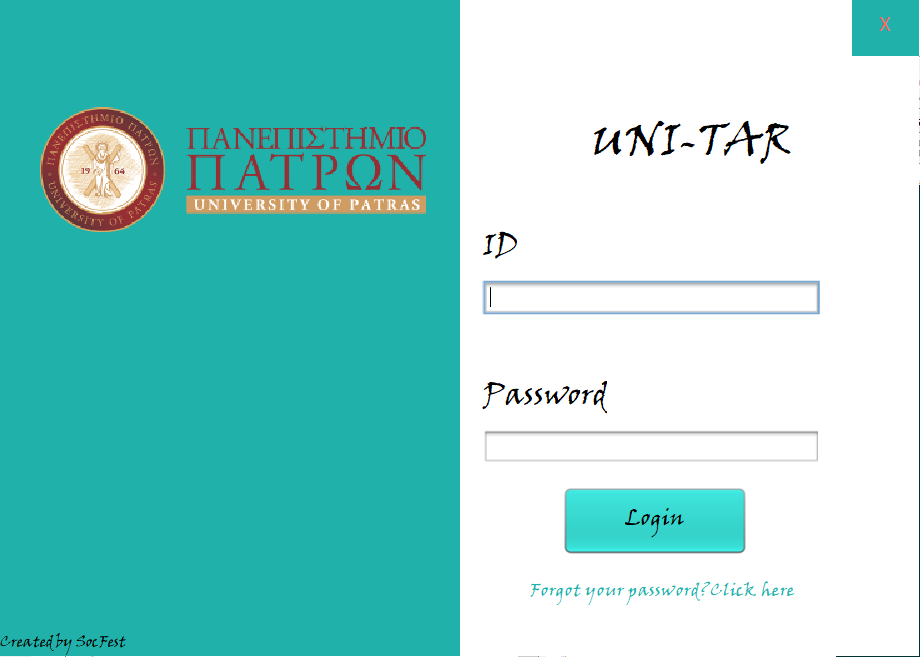 X
ΠΑΝΕΠΙΣΤΗΜΙΟ ΠΑΤΡΩΝ
19 64
UNIVERSITY OF PATRAS
ΠΑΝΕΠΙΣΤΗΜΙΟ
ΠΑΤΡΩΝ
UNIVERSITY OF PATRAS
UNI-TAR
ID
Password
Login
Forgot your password?Click here
Created by SocFest